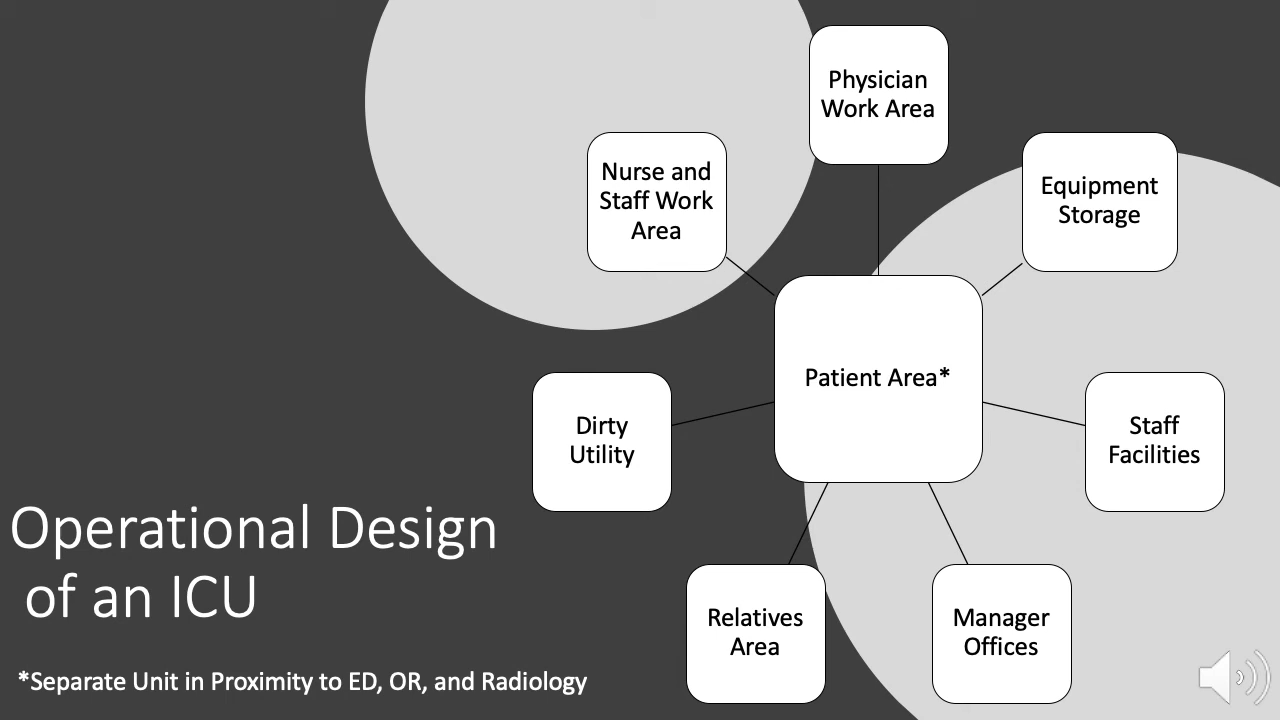 Physician
Work Area
Nurse and
Staff Work
Area
Equipment
Storage
Patient Area*
Dirty
Utility
Staff
Facilities
Relatives
Area
Manager
Offices
Operational Design
of an ICU
*Separate Unit in Proximity to ED, OR, and Radiology